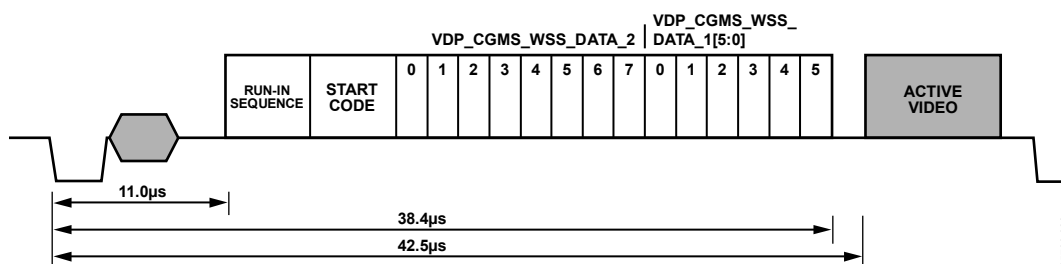 VDP_CGMS_WSS_DATA_2
VDP_CGMS_WSS_
DATA_1[5:0]
RUN-IN
SEQUENCE
START
CODE
0 1 2 3 4 5 6 7 0 1 2 3 4 5
ACTIVE
VIDEO
11.0µs
38.4µs
42.5µs